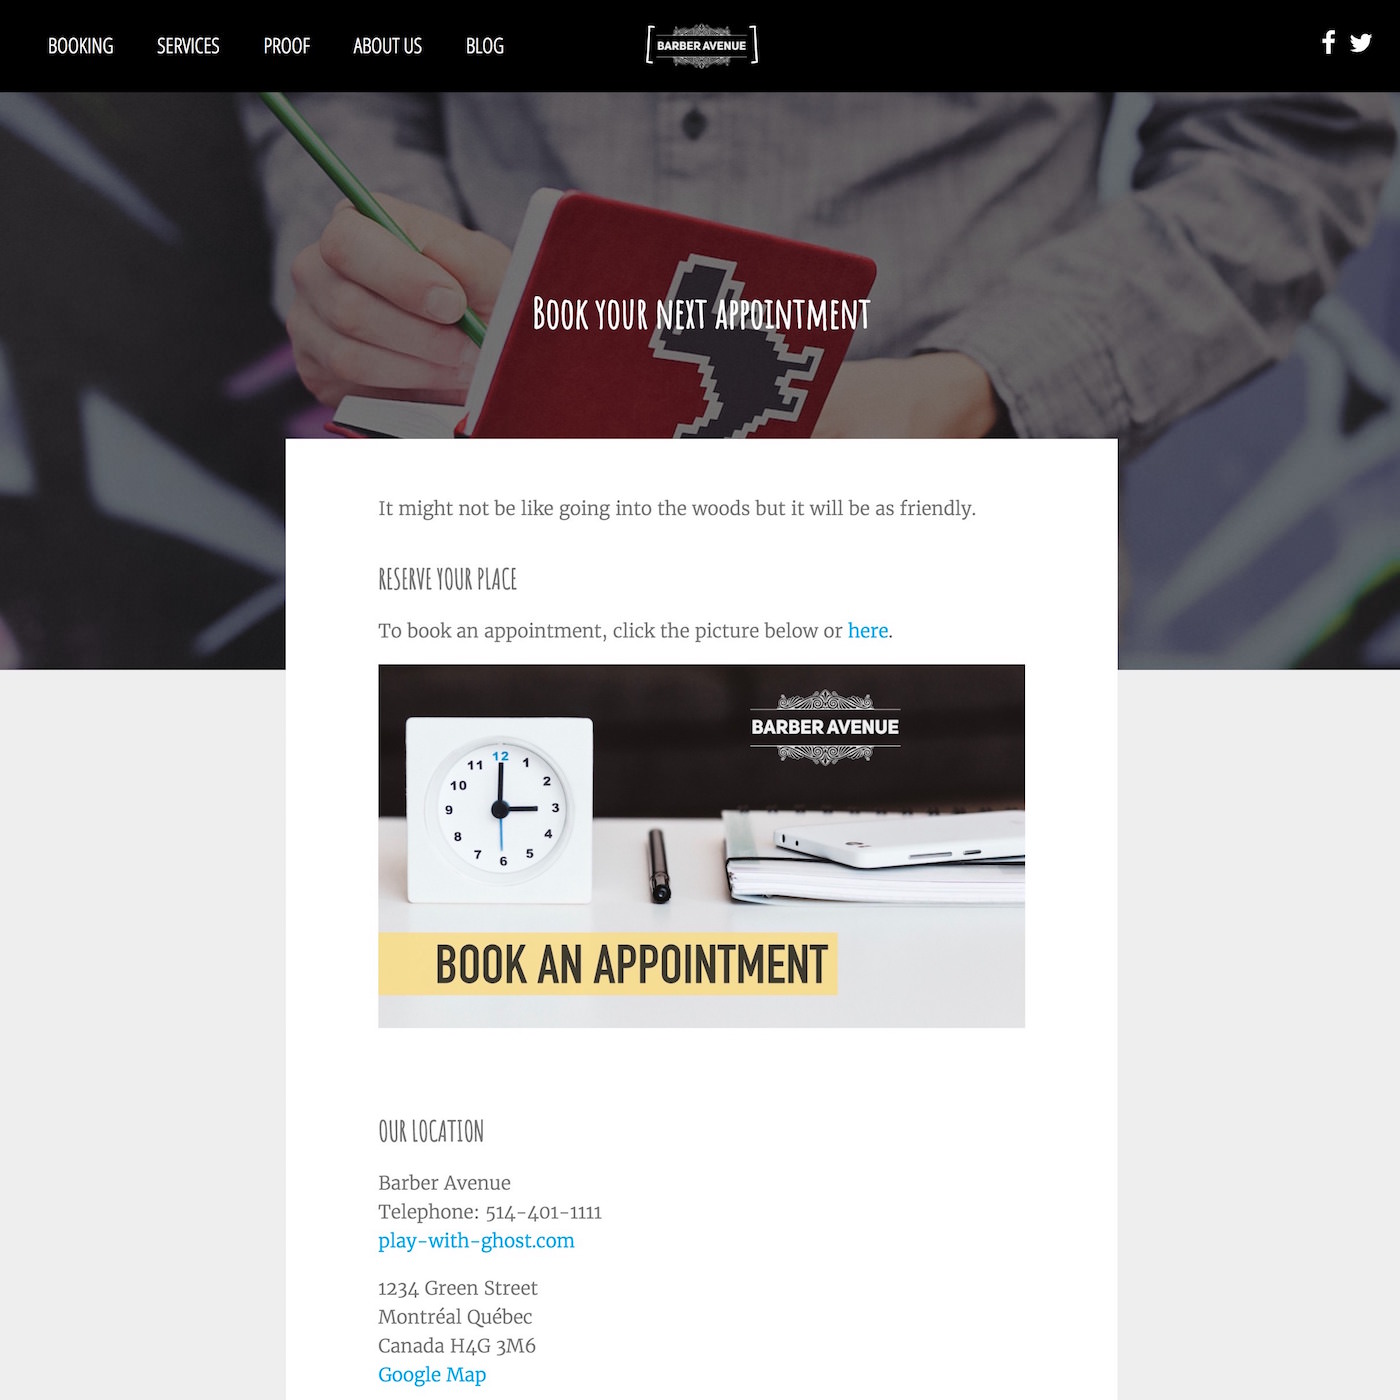 BOOKING SERVICES PROOF ABOUT US BLOG
BARBER AVENUE
Book your next appointment
It might not be like going into the woods but it will be as friendly.
RESERVE YOUR PLACE
To book an appointment, click the picture below or here.
BARBER AVENUE
12
11 1
10 2
9 3
8 4
7 5
6
BOOK AN APPOINTMENT
OUR LOCATION
Barber Avenue
Telephone: 514-401-1111
play-with-ghost.com
1234 Green Street
Montréal Québec
Canada H4G 3M6
Google Map